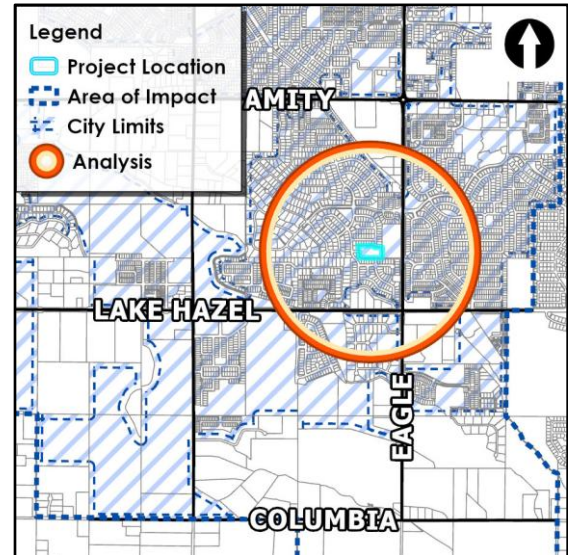 Legend
Project Location
Area of Impact
City Limits
Analysis
AMITY
LAKE HAZEL
EAGLE
COLUMBIA